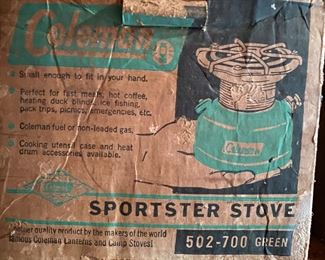 Coleman
• Small enough to fit in your hand.
• Perfect for fast meals, hot coffee,
heating duck blinds, ice fishing,
pack trips, picnics, emergencies, etc.
• Coleman fuel or non-leaded gas.
• Cooking utensil case and heat
drum accessories available.
Coleman
Coleman
SPORTSTER STOVE
Another quality product by the makers of the world
famous Coleman Lanterns and Camp Stoves!
502-700 GREEN